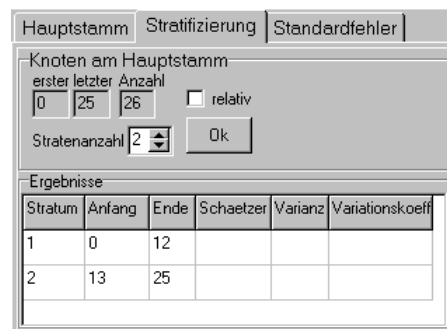 Hauptstamm Stratifizierung Standardfehler
Knoten am Hauptstamm
erster letzter Anzahl
0 25 26 relativ
Stratenanzahl 2 Ok
Ergebnisse
Stratum Anfang Ende Schaetzer Varianz Variationskoeff
1 0 12
2 13 25